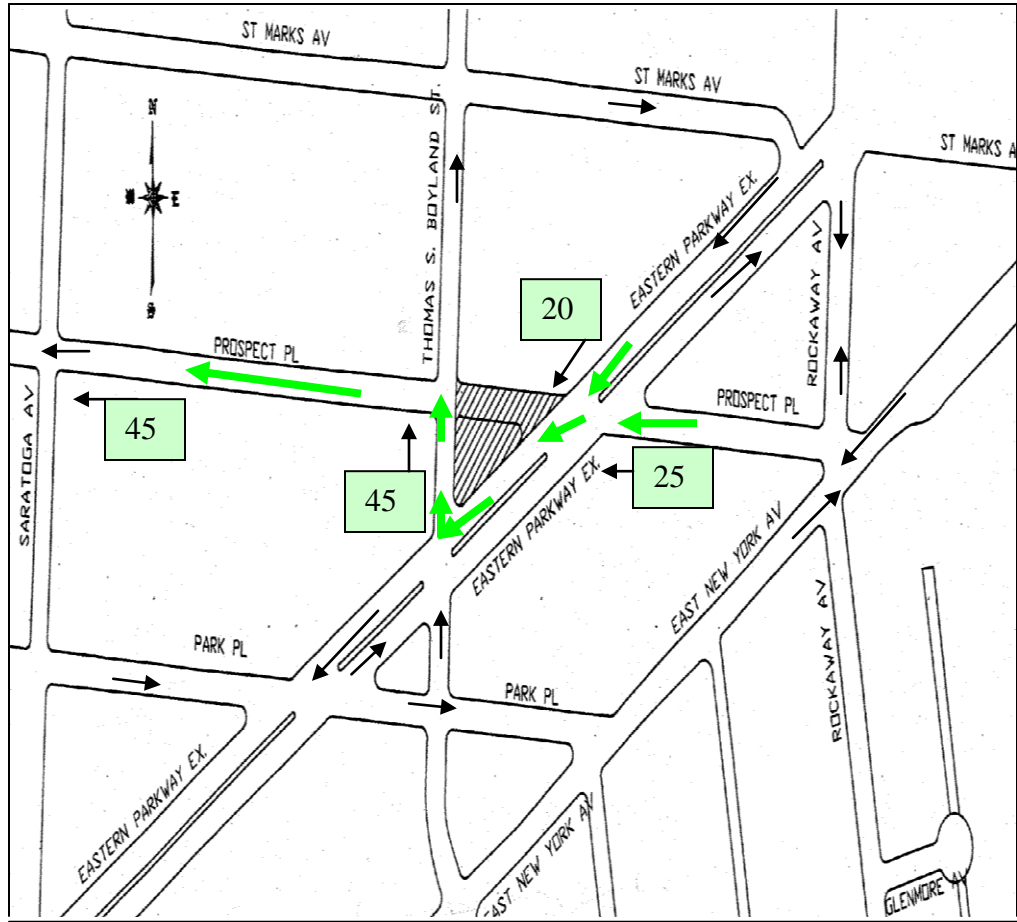 ST MARKS AV
ST MARKS AV
ST MARKS A
N
E
S
THOMAS S. BOYLAND ST.
EASTERN PARKWAY EX.
ROCKAWAY AV
20
PROSPECT PL
PROSPECT PL
SARATOGA AV
45
45
25
EASTERN PARKWAY EX.
EAST NEW YORK AV
PARK PL
PARK PL
ROCKAWAY AV
EASTERN PARKWAY EX.
EAST NEW YORK AV
GLENMORE AV